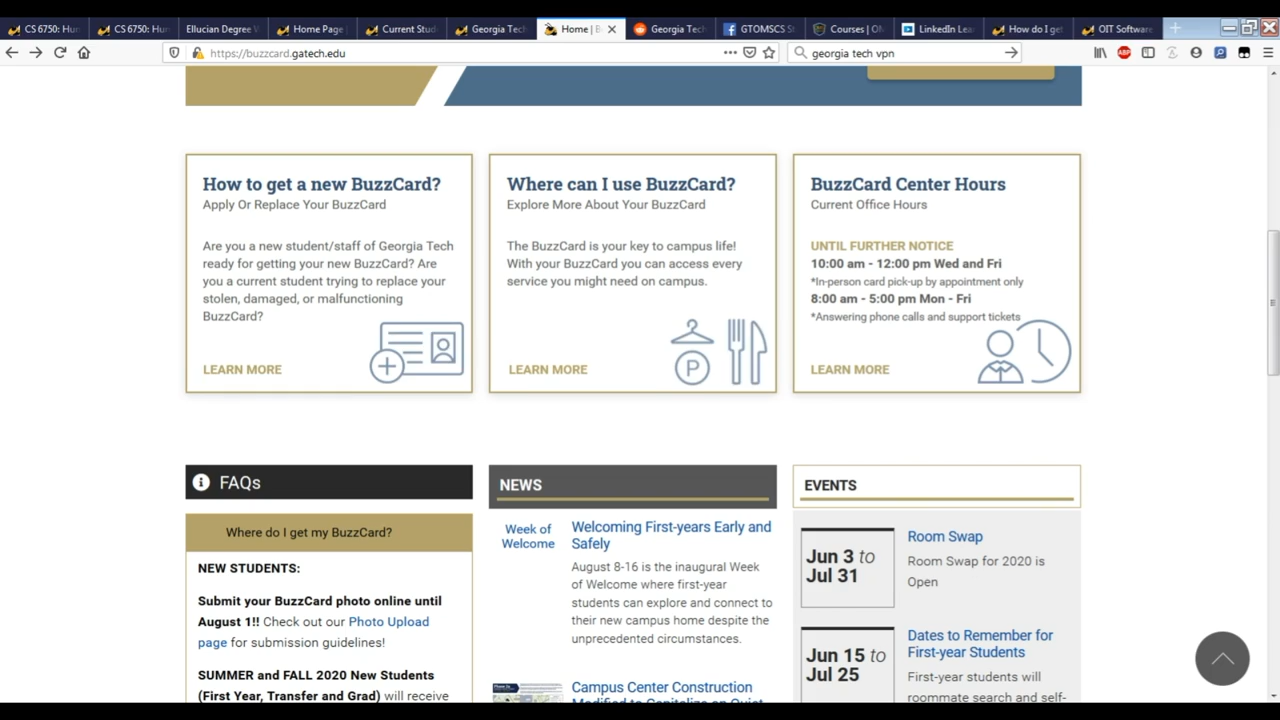 CS 6750: Hu
CS 6750: Hu
Ellucian Degree
Home Page
Current Stud
Georgia Tech
Home | B
Georgia Tech
GTOMSCS S
Courses | OM
LinkedIn Lea
How do I get
OIT Software
https://buzzcard.gatech.edu
georgia tech vpn
How to get a new BuzzCard?
Apply Or Replace Your BuzzCard
Are you a new student/staff of Georgia Tech
ready for getting your new BuzzCard? Are
you a current student trying to replace your
stolen, damaged, or malfunctioning
BuzzCard?
LEARN MORE
Where can I use BuzzCard?
Explore More About Your BuzzCard
The BuzzCard is your key to campus life!
With your BuzzCard you can access every
service you might need on campus.
P
LEARN MORE
BuzzCard Center Hours
Current Office Hours
UNTIL FURTHER NOTICE
10:00 am - 12:00 pm Wed and Fri
*In-person card pick-up by appointment only
8:00 am - 5:00 pm Mon - Fri
*Answering phone calls and support tickets
LEARN MORE
FAQs
Where do I get my BuzzCard?
NEW STUDENTS:
Submit your BuzzCard photo online until
August 1!! Check out our Photo Upload
page for submission guidelines!
SUMMER and FALL 2020 New Students
(First Year, Transfer and Grad) will receive
NEWS
Week of
Welcome
Welcoming First-years Early and
Safely
August 8-16 is the inaugural Week
of Welcome where first-year
students can explore and connect to
their new campus home despite the
unprecedented circumstances.
Campus Center Construction
Modified to Capitalize on Quiet
EVENTS
Jun 3 to
Jul 31
Room Swap
Room Swap for 2020 is
Open
Jun 15 to
Jul 25
Dates to Remember for
First-year Students
First-year students will
roommate search and self-